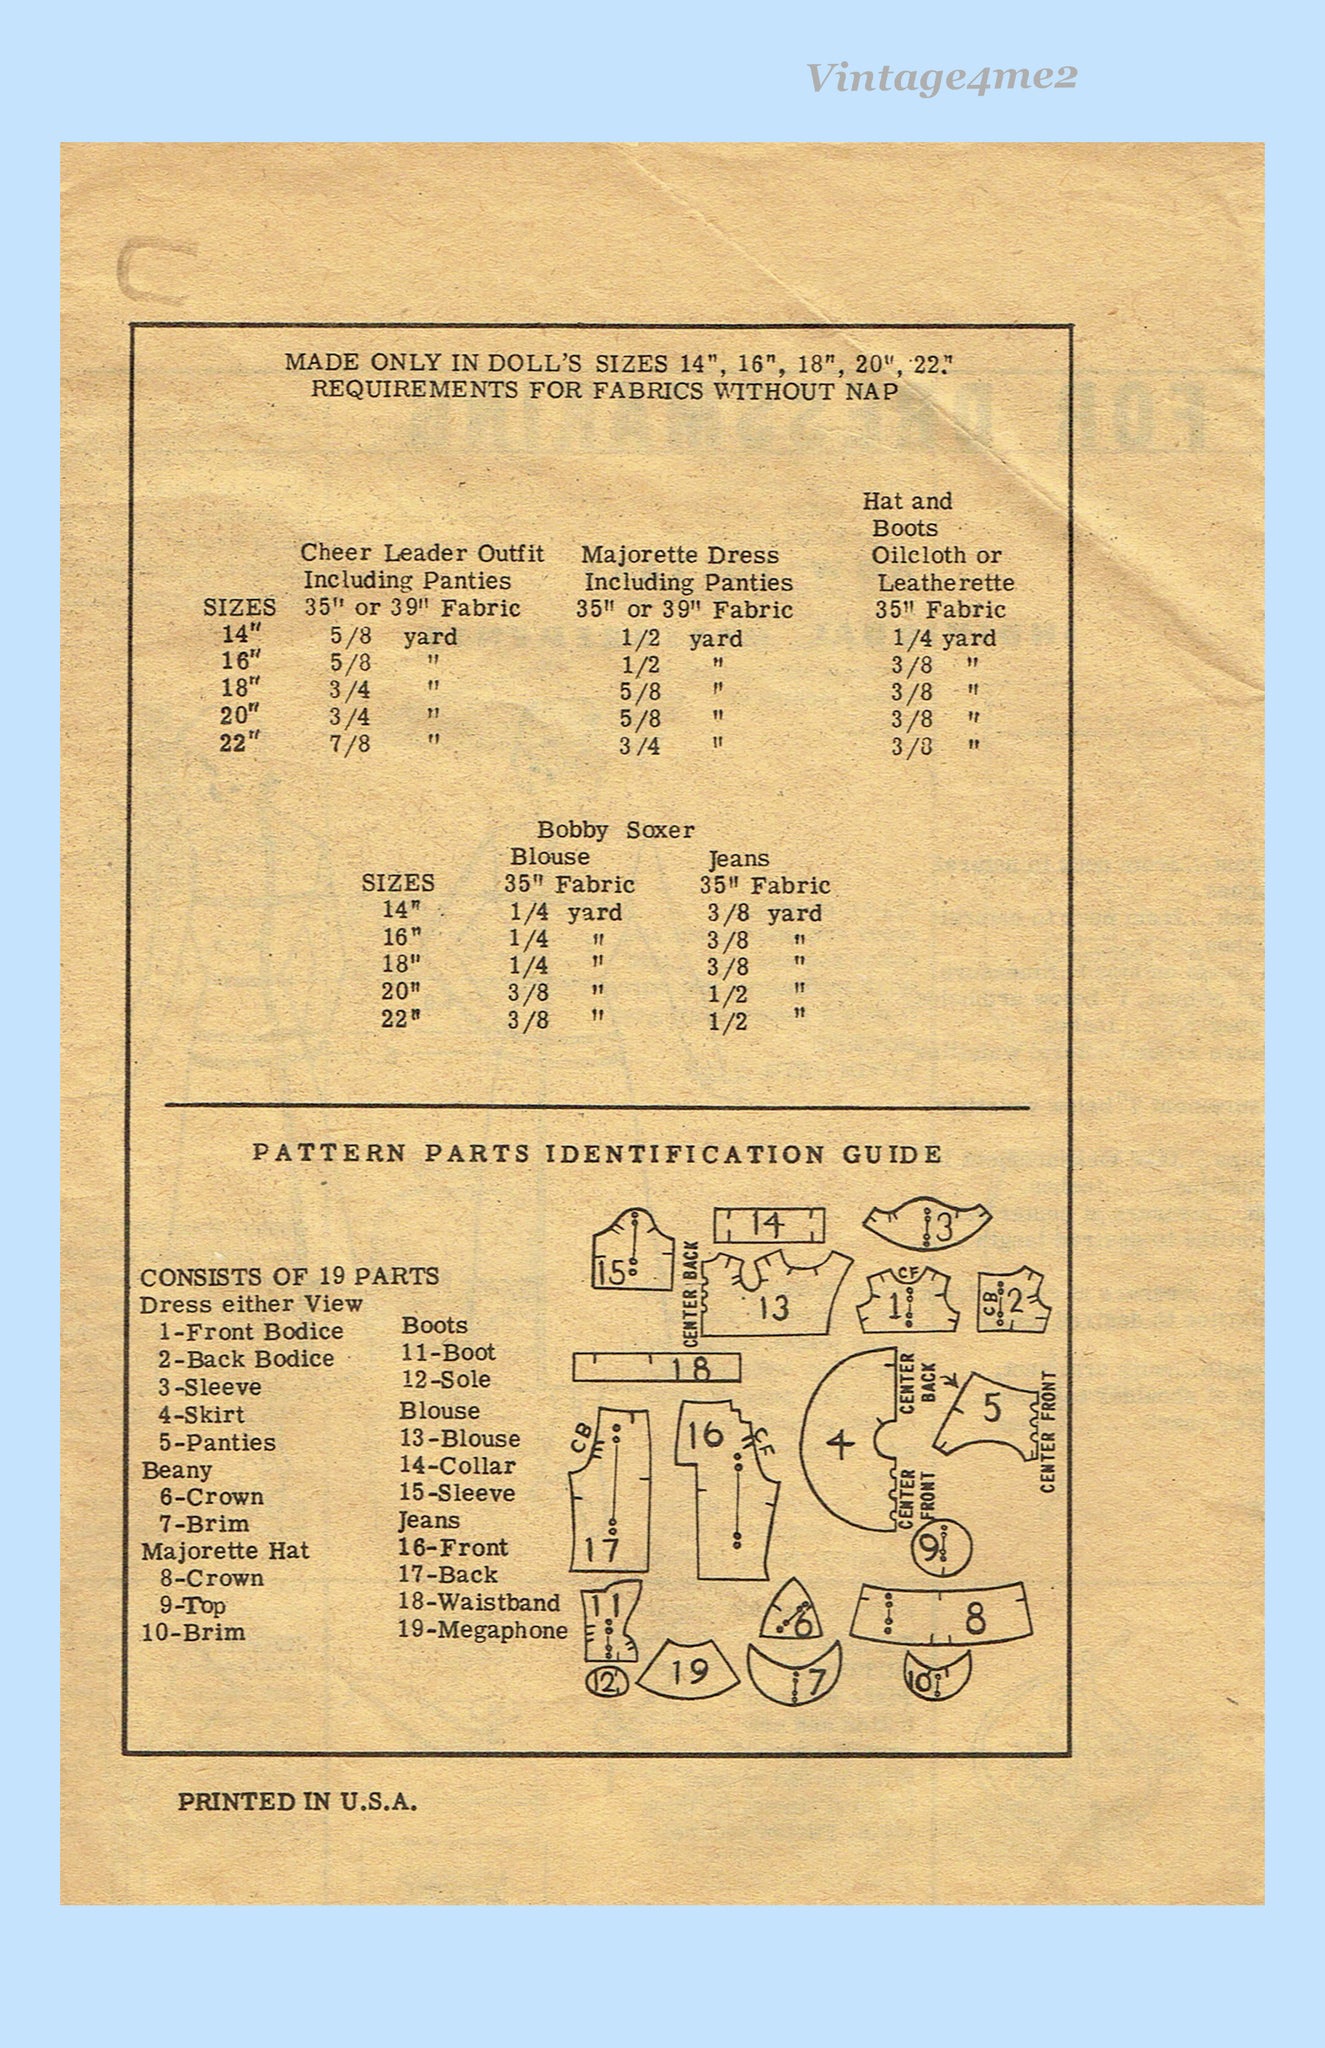 Vintage4me2
MADE ONLY IN DOLL'S SIZES 14", 16", 18", 20", 22."
REQUIREMENTS FOR FABRICS WITHOUT NAP
Hat and
Boots
Cheer Leader Outfit Majorette Dress Oilcloth or
Including Panties Including Panties Leatherette
SIZES 35" or 39" Fabric 35" or 39" Fabric 35" Fabric
14" 5/8 yard 1/2 yard 1/4 yard
16" 5/8 " 1/2 " 3/8 "
18" 3/4 " 5/8 " 3/8 "
20" 3/4 " 5/8 " 3/8 "
22" 7/8 " 3/4 " 3/8 "
Bobby Soxer
Blouse Jeans
SIZES 35" Fabric 35" Fabric
14" 1/4 yard 3/8 yard
16" 1/4 " 3/8 "
18" 1/4 " 3/8 "
20" 3/8 " 1/2 "
22" 3/8 " 1/2 "
PATTERN PARTS IDENTIFICATION GUIDE
CONSISTS OF 19 PARTS
Dress either View
1-Front Bodice
2-Back Bodice
3-Sleeve
4-Skirt
5-Panties
Beany
6-Crown
7-Brim
Majorette Hat
8-Crown
9-Top
10-Brim
Boots
11-Boot
12-Sole
Blouse
13-Blouse
14-Collar
15-Sleeve
Jeans
16-Front
17-Back
18-Waistband
19-Megaphone
14
3
15
CENTER BACK
13
CF
1
CB
2
18
CENTER
BACK
5
CENTER FRONT
CB
16
CF
4
CENTER
FRONT
17
9
11
6
8
12
19
7
10
PRINTED IN U.S.A.